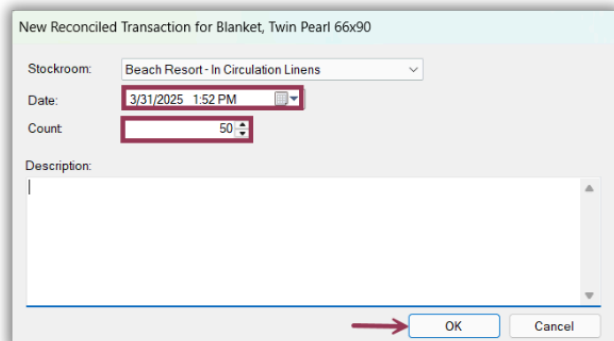 New Reconciled Transaction for Blanket, Twin Pearl 66x90
Stockroom: Beach Resort - In Circulation Linens
Date: 3/31/2025 1:52 PM
Count: 50
Description:
OK Cancel